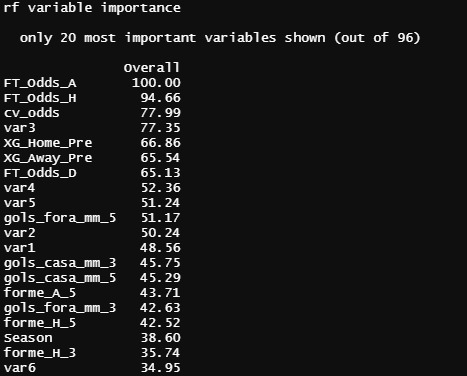 rf variable importance
only 20 most important variables shown (out of 96)
Overall
FT_Odds_A 100.00
FT_Odds_H 94.66
cv_odds 77.99
var3 77.35
XG_Home_Pre 66.86
XG_Away_Pre 65.54
FT_Odds_D 65.13
var4 52.36
var5 51.24
gols_fora_mm_5 51.17
var2 50.24
var1 48.56
gols_casa_mm_3 45.75
gols_casa_mm_5 45.29
forme_A_5 43.71
gols_fora_mm_3 42.63
forme_H_5 42.52
Season 38.60
forme_H_3 35.74
var6 34.95